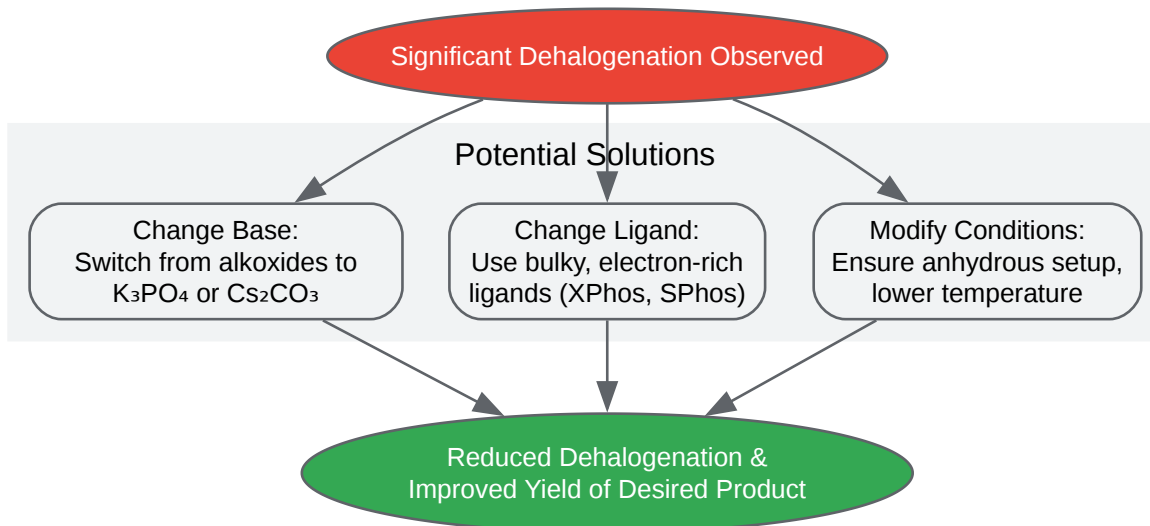 Significant Dehalogenation Observed
Potential Solutions
Change Base:
Switch from alkoxides to
K₃PO₄ or Cs₂CO₃
Change Ligand:
Use bulky, electron-rich
ligands (XPhos, SPhos)
Modify Conditions:
Ensure anhydrous setup,
lower temperature
Reduced Dehalogenation &
Improved Yield of Desired Product